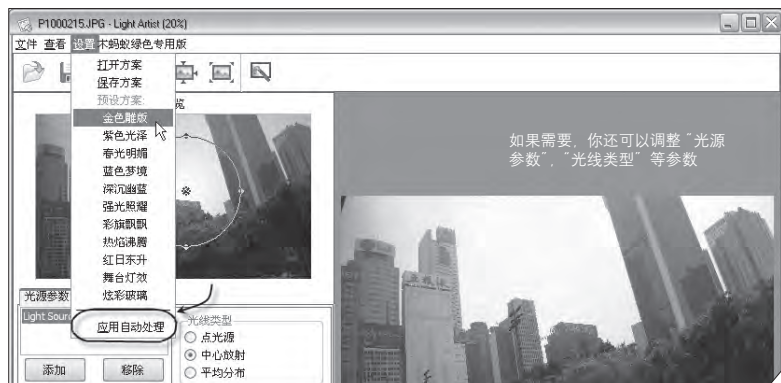 P1000215.JPG - Light Artist (20%)
文件 查看 设置 木蚂蚁绿色专用版
打开方案
保存方案
预设方案:
金色雕版
紫色光泽
春光明媚
蓝色梦境
深沉幽蓝
强光照耀
彩旗飘飘
热焰沸腾
红日东升
舞台灯效
炫彩玻璃
应用自动处理
览
如果需要，你还可以调整“光源
参数”，“光线类型”等参数
光源参数
Light Sour
添加 移除
光线类型
点光源
中心放射
平均分布